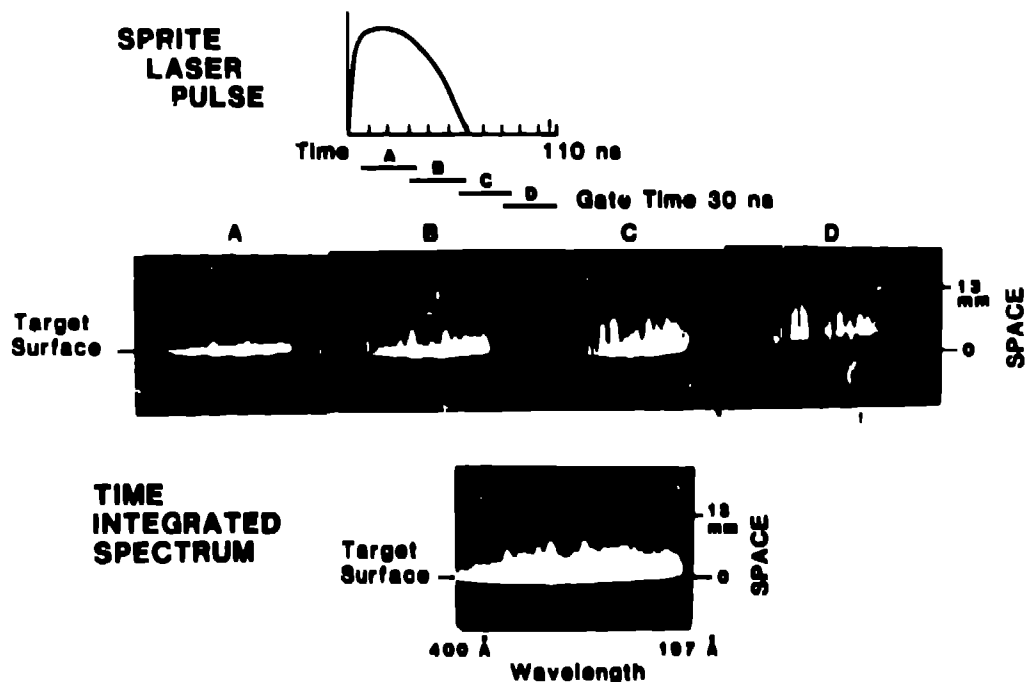 SPRITE
LASER
PULSE
Time
110 ns
A
B
C
D
Gate Time 30 ns
A
B
C
D
13
mm
Target
Surface
0
SPACE
TIME
INTEGRATED
SPECTRUM
13
mm
Target
Surface
0
SPACE
400 Å
197 Å
Wavelength